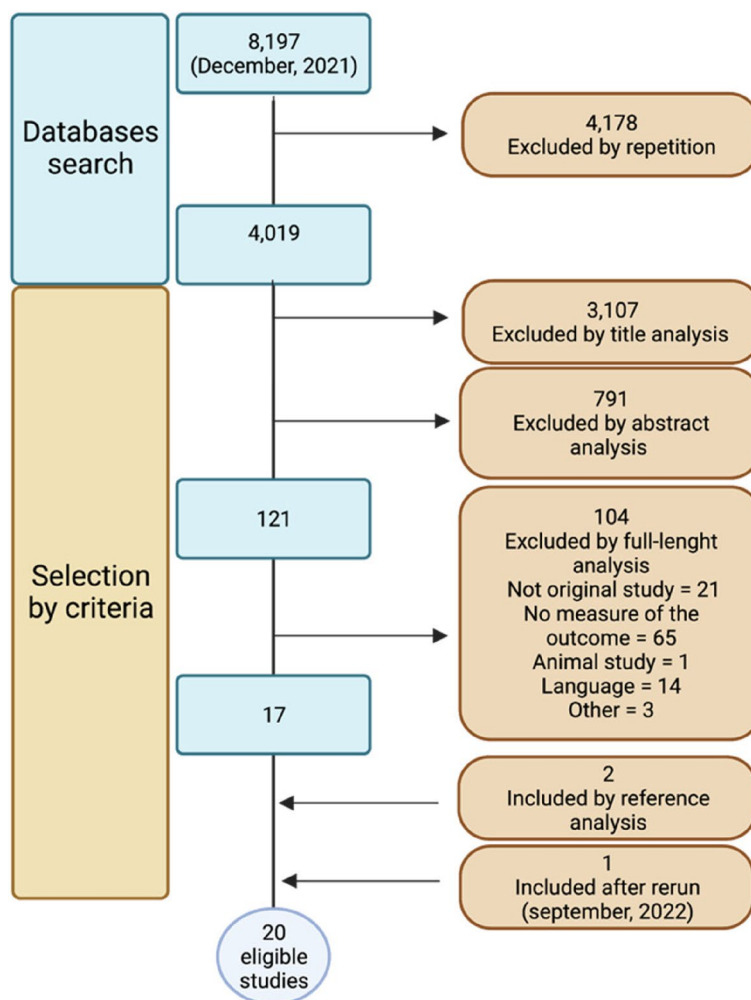 Databases
search
8,197
(December, 2021)
4,178
Excluded by repetition
4,019
Selection
by criteria
3,107
Excluded by title analysis
791
Excluded by abstract
analysis
121
104
Excluded by full-lenght
analysis
Not original study = 21
No measure of the
outcome = 65
Animal study = 1
Language = 14
Other = 3
17
2
Included by reference
analysis
1
Included after rerun
(september, 2022)
20
eligible
studies